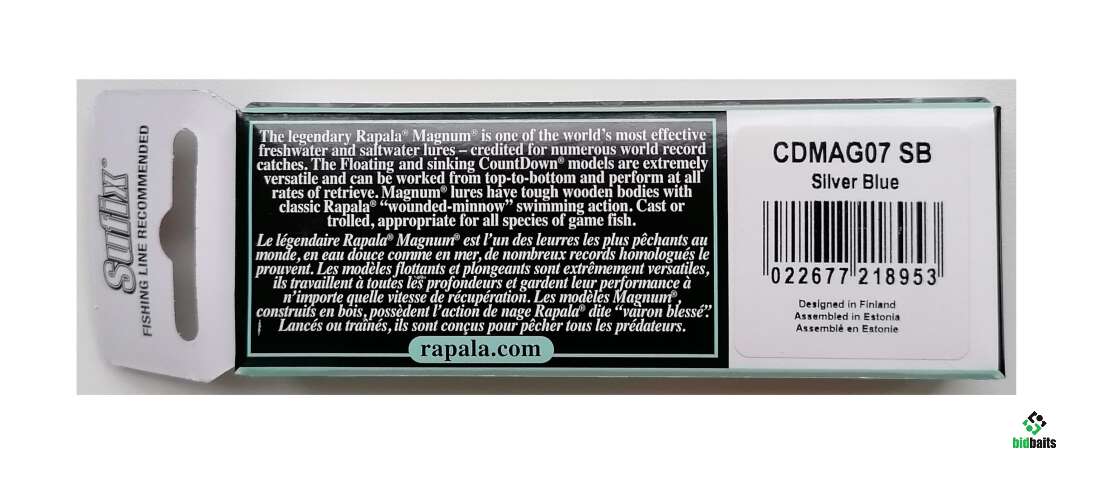 Sufix®
FISHING LINE RECOMMENDED
The legendary Rapala® Magnum® is one of the world's most effective
freshwater and saltwater lures – credited for numerous world record
catches. The Floating and sinking CountDown® models are extremely
versatile and can be worked from top-to-bottom and perform at all
rates of retrieve. Magnum® lures have tough wooden bodies with
classic Rapala® “wounded-minnow” swimming action. Cast or
trolled, appropriate for all species of game fish.
Le légendaire Rapala® Magnum® est l'un des leurres les plus pêchants au
monde, en eau douce comme en mer, de nombreux records homologués le
prouvent. Les modèles flottants et plongeants sont extrêmement versatiles,
ils travaillent à toutes les profondeurs et gardent leur performance à
n'importe quelle vitesse de récupération. Les modèles Magnum®,
construits en bois, possèdent l'action de nage Rapala® dite “vairon blessé”.
Lancés ou traînés, ils sont conçus pour pêcher tous les prédateurs.
rapala.com
CDMAG07 SB
Silver Blue
022677 218953
Designed in Finland
Assembled in Estonia
Assemblé en Estonie
bidbaits